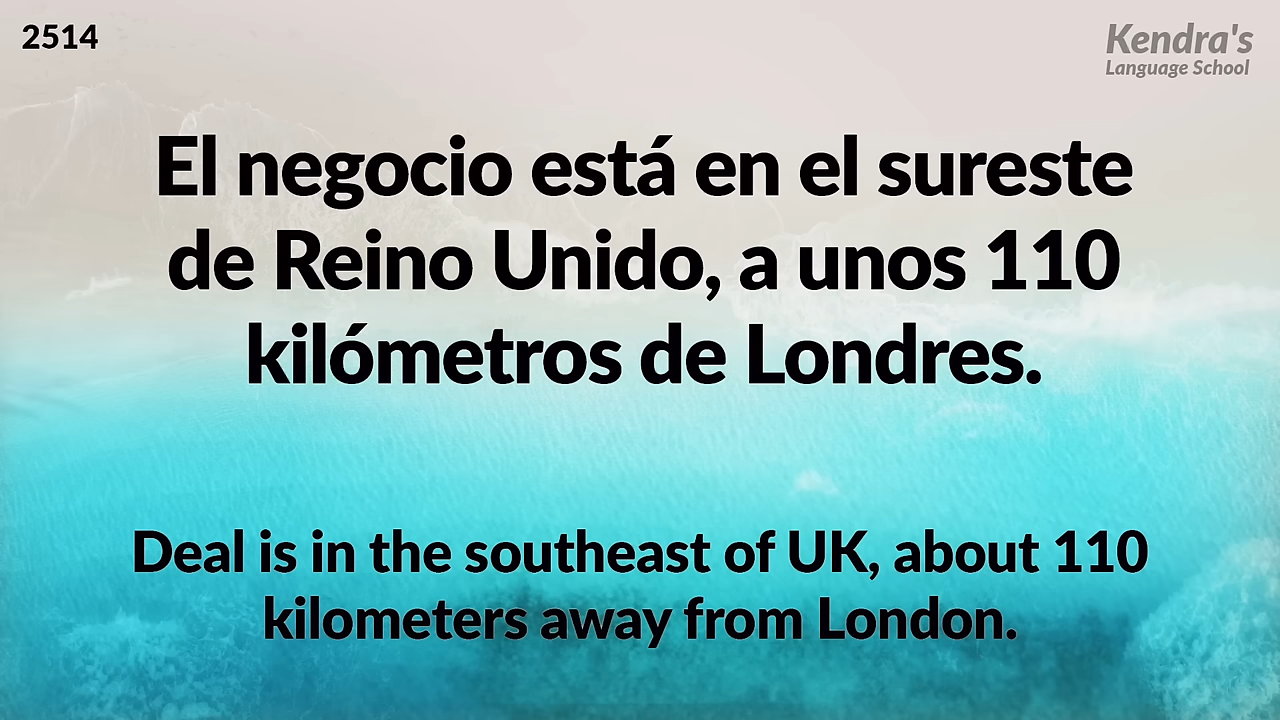 2514
Kendra's
Language School
El negocio está en el sureste
de Reino Unido, a unos 110
kilómetros de Londres.
Deal is in the southeast of UK, about 110
kilometers away from London.